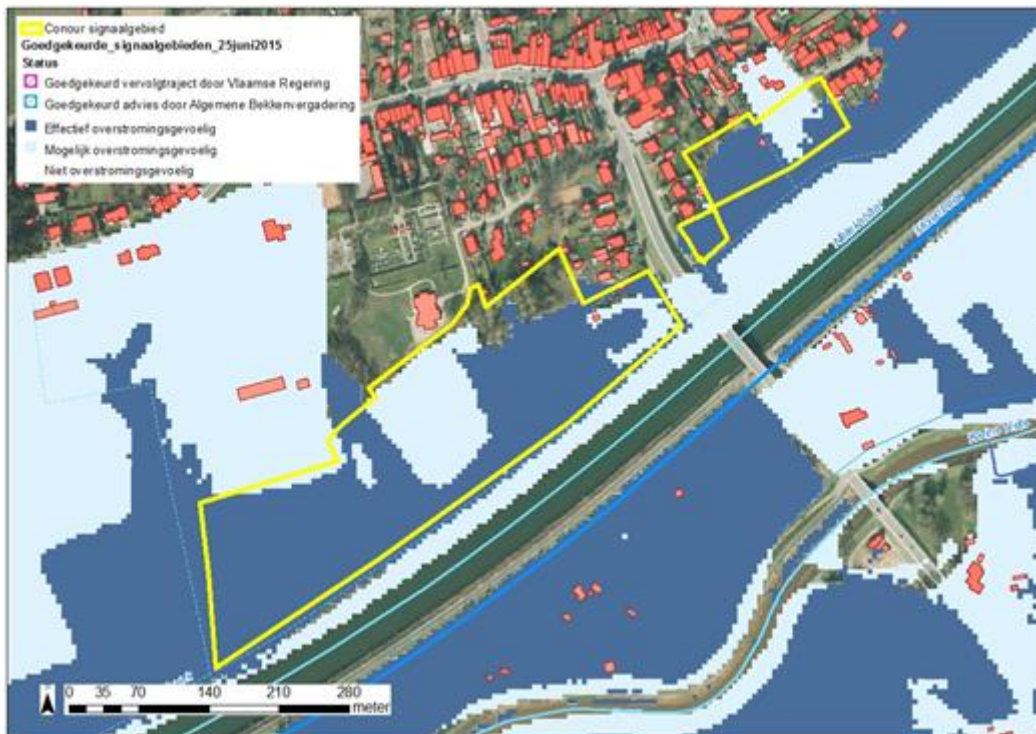 Conour signaalgebied
Goedgekeurde_signaalgebieden_25juni2015
Status
Goedgekeurd vervolgtraject door Vlaamse Regering
Goedgekeurd advies door Algemene Bekkenvergadering
Effectief overstromingsgevoelig
Mogelijk overstromingsgevoelig
Niet overstromingsgevoelig
0 35 70 140 210 280
meter